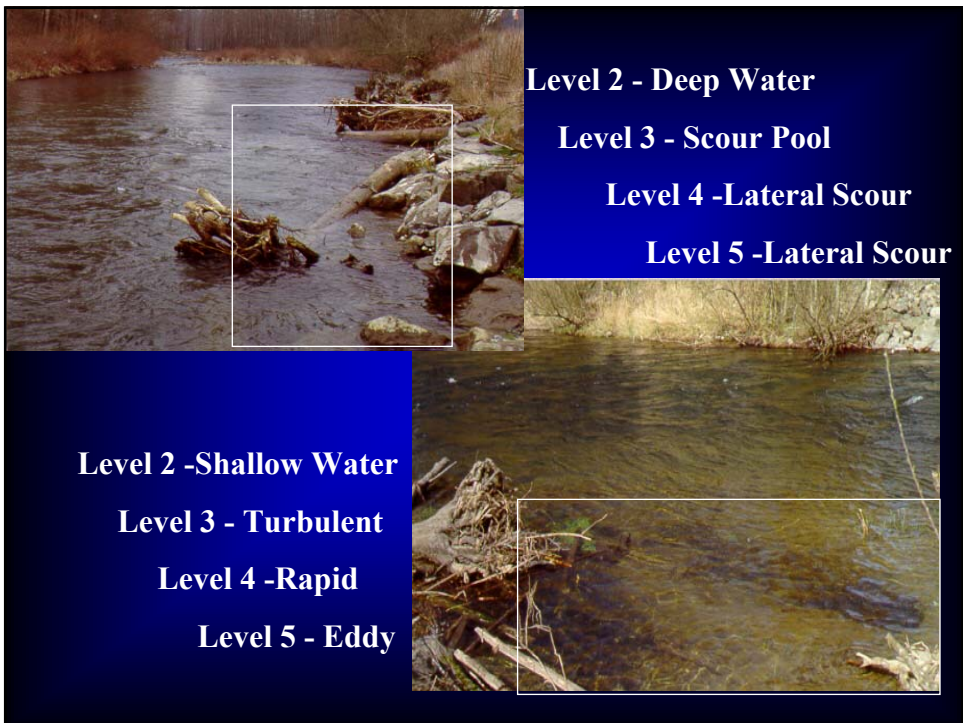 Level 2 - Deep Water
Level 3 - Scour Pool
Level 4 -Lateral Scour
Level 5 -Lateral Scour
Level 2 -Shallow Water
Level 3 - Turbulent
Level 4 -Rapid
Level 5 - Eddy